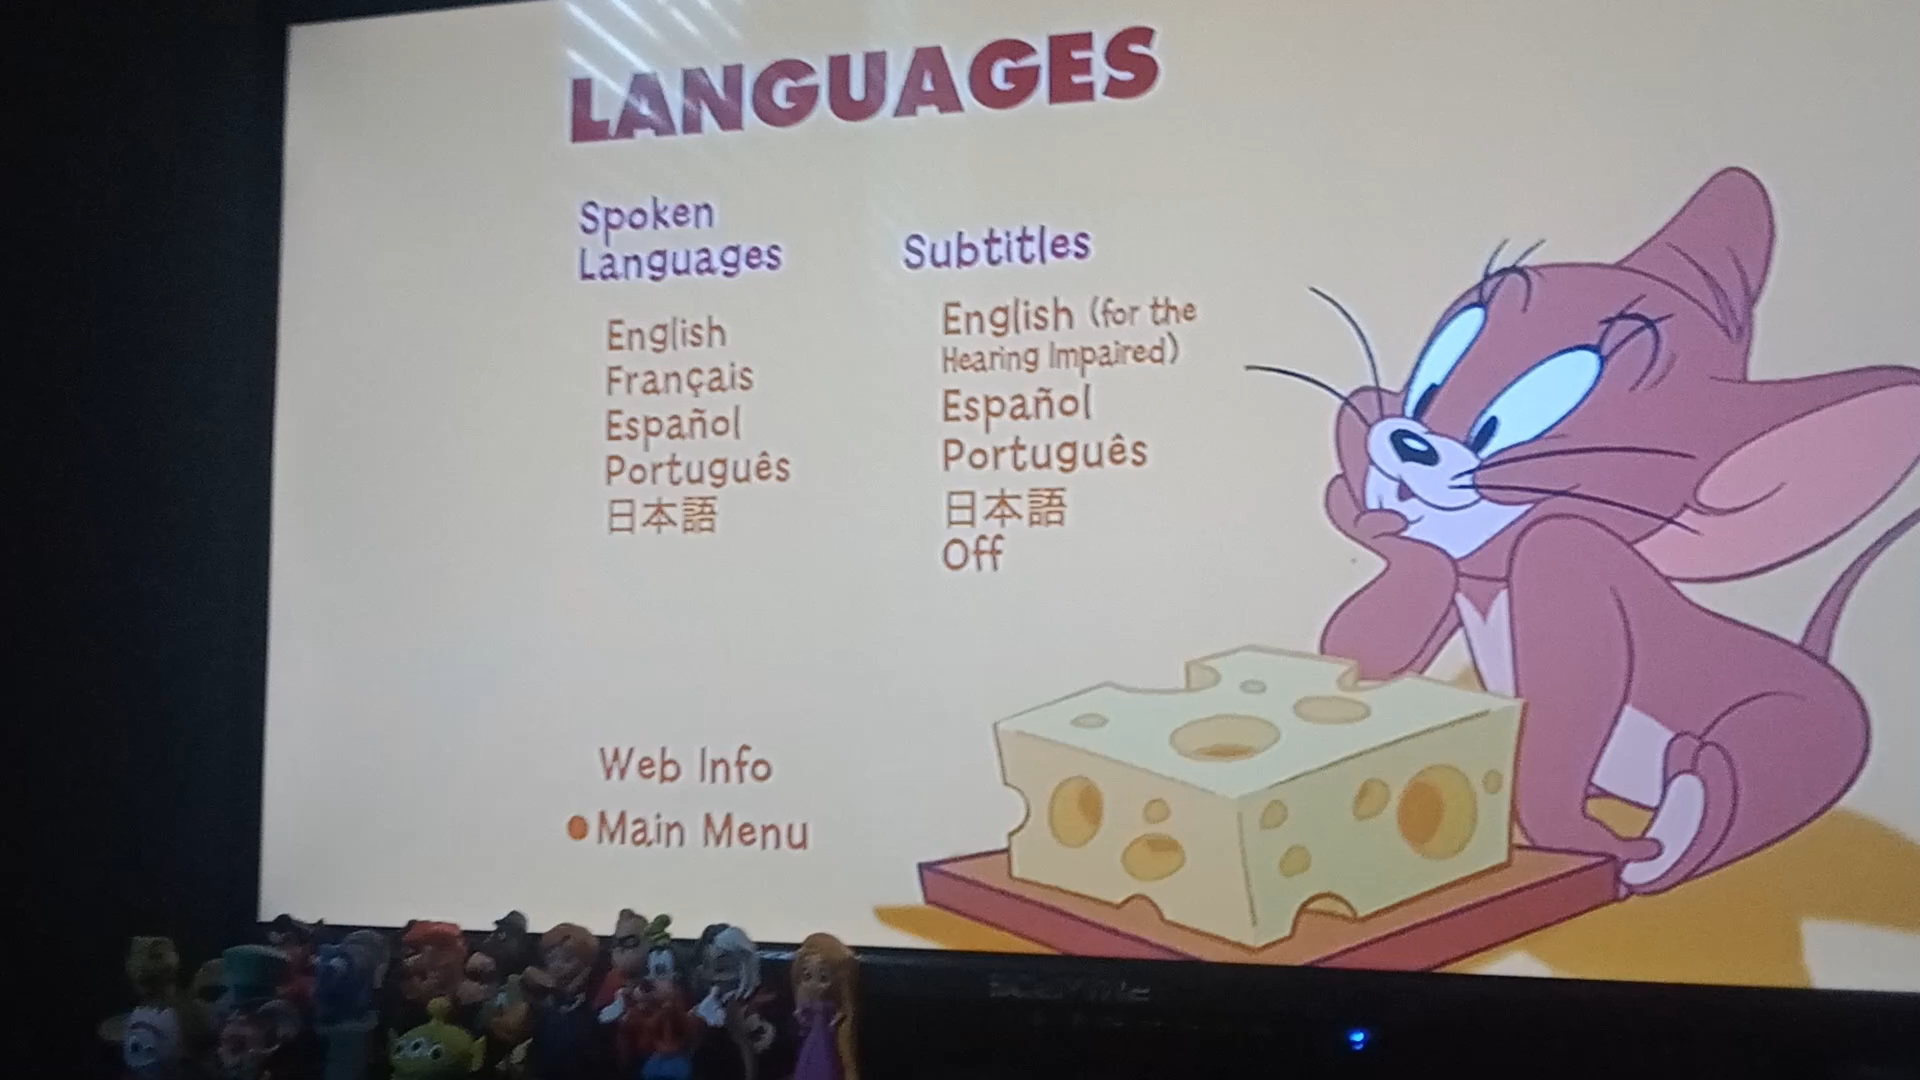 LANGUAGES
Spoken
Languages
English
Français
Español
Português
日本語
Subtitles
English (for the
Hearing Impaired)
Español
Português
日本語
Off
Web Info
Main Menu